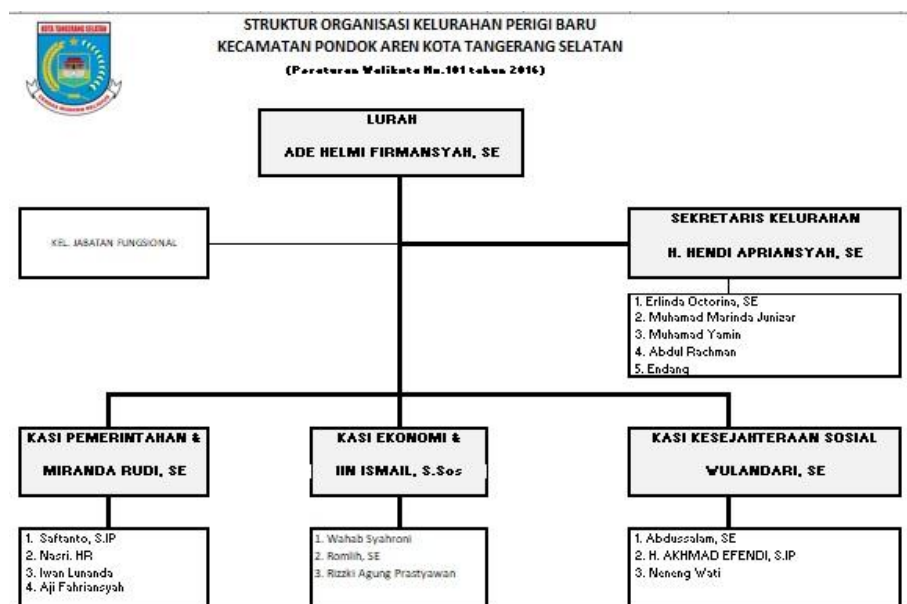 KOTA TANGERANG SELATAN
STRUKTUR ORGANISASI KELURAHAN PERIGI BARU
KECAMATAN PONDOK AREN KOTA TANGERANG SELATAN
(Peraturan Walikota No.101 tahun 2016)
LURAH
ADE HELMI FIRMANSYAH, SE
KEL. JABATAN FUNGSIONAL
SEKRETARIS KELURAHAN
H. HENDI APRIANSYAH, SE
1. Erlinda Octorina, SE
2. Muhamad Marinda Junizar
3. Muhamad Yamin
4. Abdul Rachman
5. Endang
KASI PEMERINTAHAN &
MIRANDA RUDI, SE
1. Saftanto, S.IP
2. Nasri. HR
3. Iwan Lunanda
4. Aji Fahriansyah
KASI EKONOMI &
IIN ISMAIL, S.Sos
1. Wahab Syahroni
2. Romlih, SE
3. Rizzki Agung Prastyawan
KASI KESEJAHTERAAN SOSIAL
WULANDARI, SE
1. Abdussalam, SE
2. H. AKHMAD EFENDI, S.IP
3. Neneng Wati